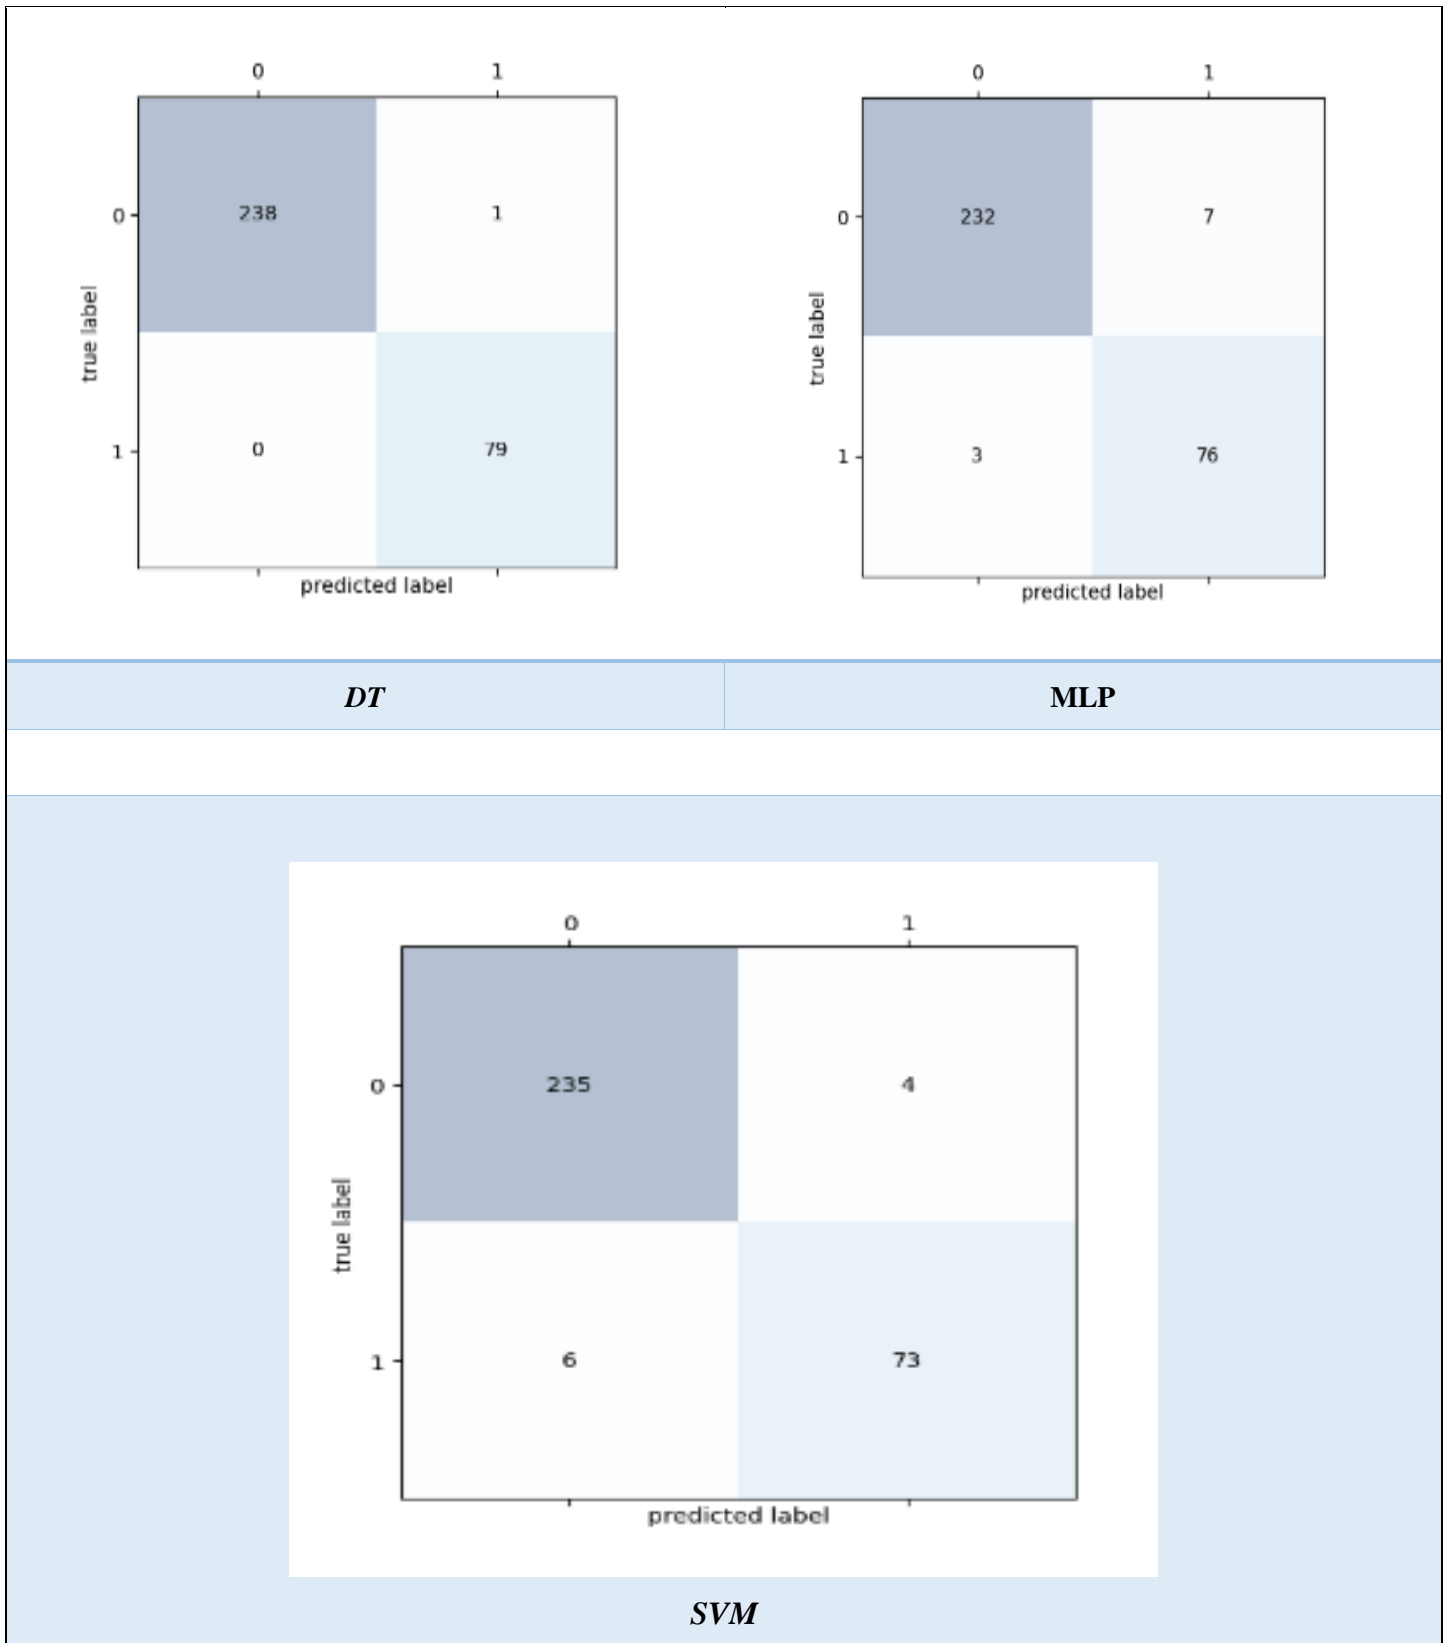 0 1
0 238 1
true label
1 0 79
predicted label
0 1
0 232 7
true label
1 3 76
predicted label
DT MLP
0 1
0 235 4
true label
1 6 73
predicted label
SVM